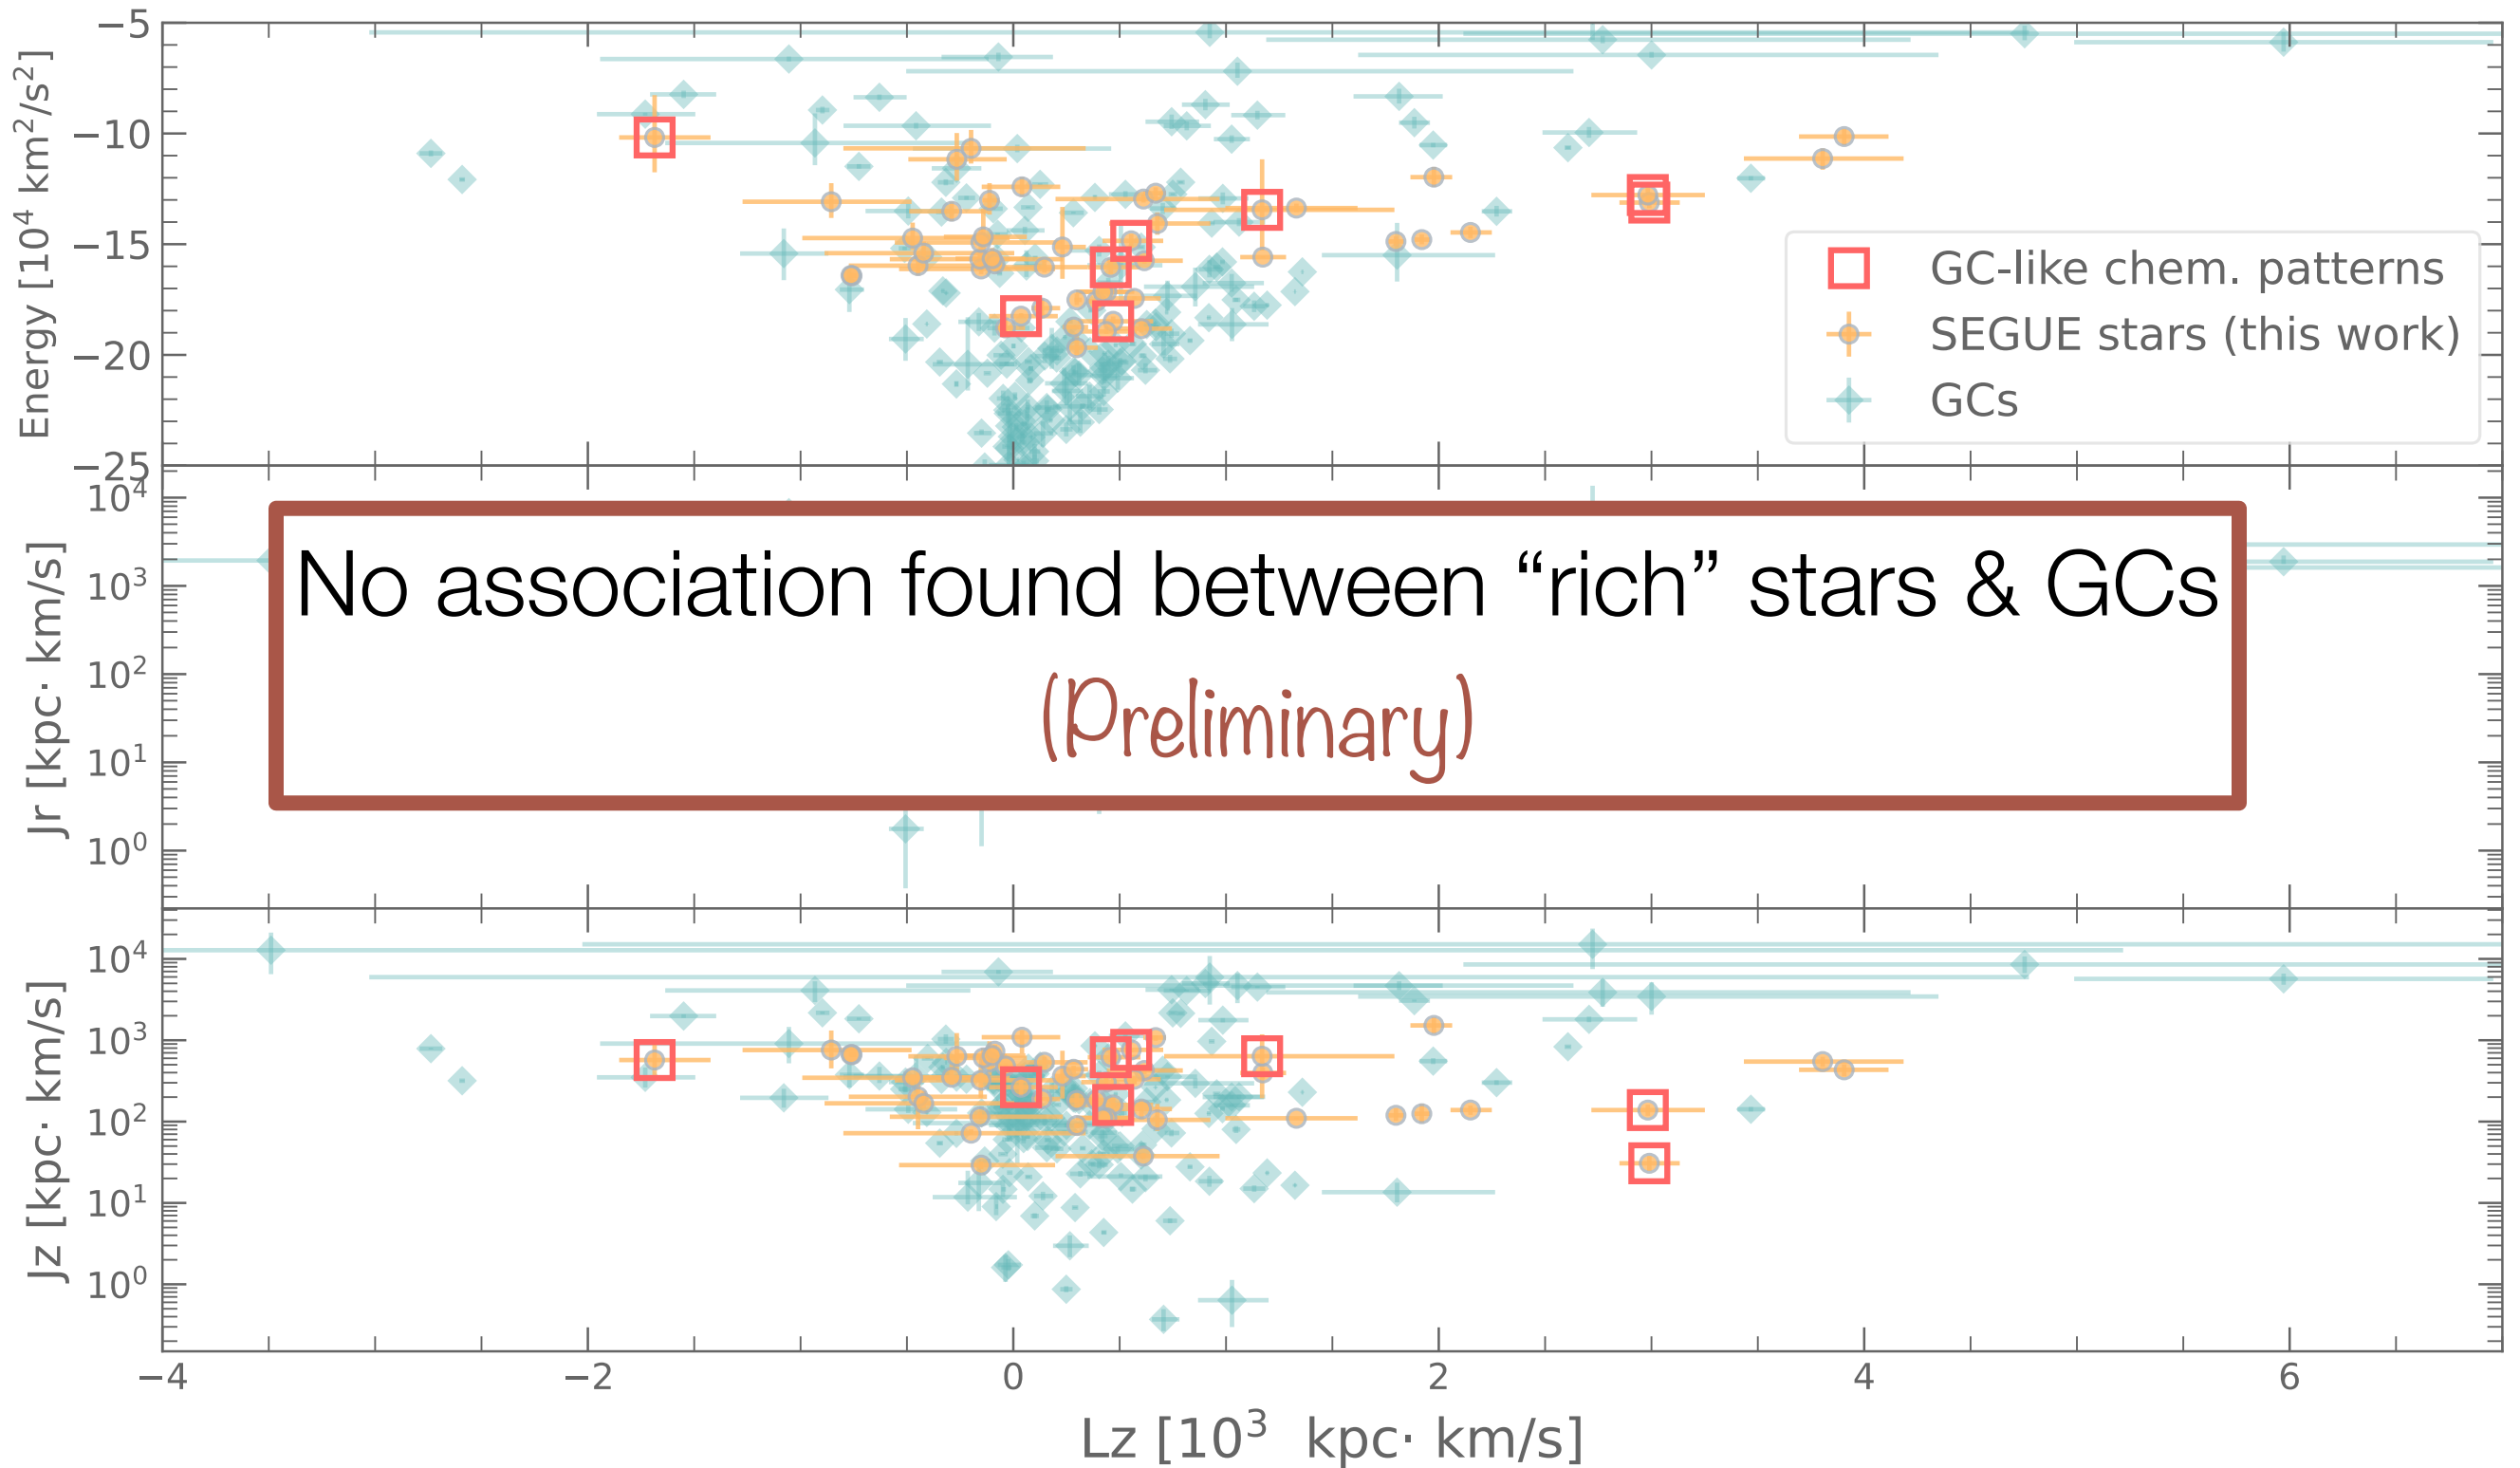 −5
−10
−15
−20
−25
Energy [10⁴ km²/s²]
GC-like chem. patterns
SEGUE stars (this work)
GCs
10⁴
10³
10²
10¹
10⁰
Jr [kpc· km/s]
No association found between “rich” stars & GCs
(Preliminary)
10⁴
10³
10²
10¹
10⁰
Jz [kpc· km/s]
−4 −2 0 2 4 6
Lz [10³ kpc· km/s]